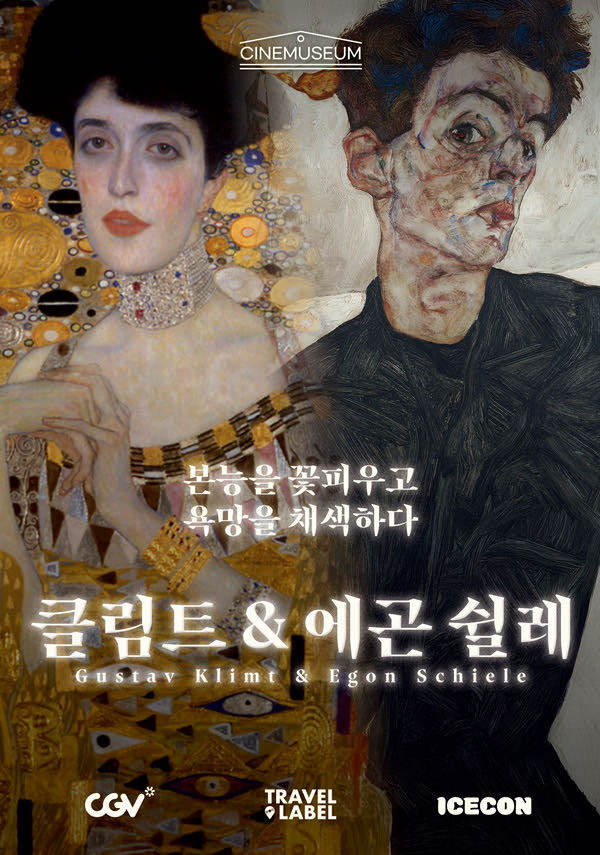 CINEMUSEUM
본능을 꽃피우고
욕망을 채색하다
클림트 & 에곤 쉴레
Gustav Klimt & Egon Schiele
CGV
TRAVEL
LABEL
ICECON